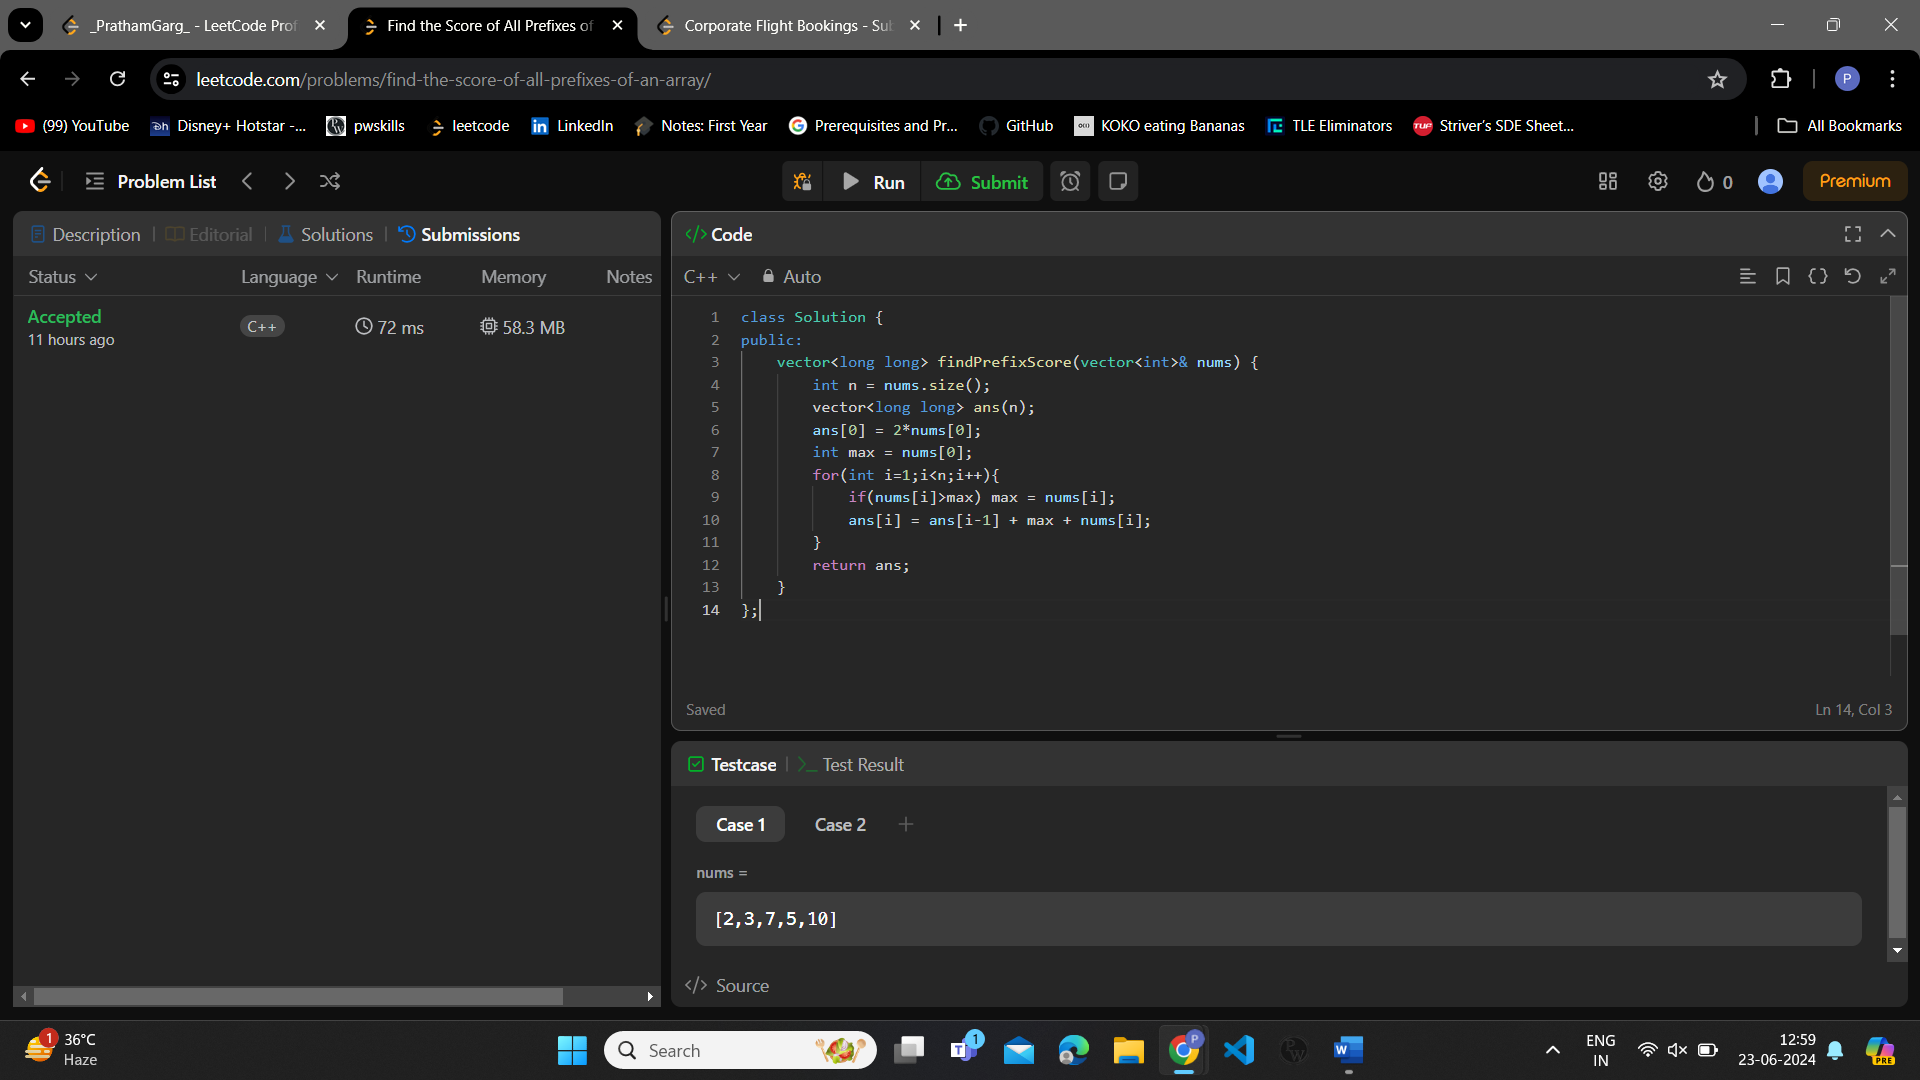 _PrathamGarg_ - LeetCode Prof
Find the Score of All Prefixes of
Corporate Flight Bookings - Sub
leetcode.com/problems/find-the-score-of-all-prefixes-of-an-array/
P
(99) YouTube
Disney+ Hotstar -...
pwskills
leetcode
LinkedIn
Notes: First Year
Prerequisites and Pr...
GitHub
KOKO eating Bananas
TLE Eliminators
Striver's SDE Sheet...
All Bookmarks
Problem List
Run
Submit
0
Premium
Description
Editorial
Solutions
Submissions
Status
Language
Runtime
Memory
Notes
Accepted
11 hours ago
C++
72 ms
58.3 MB
</> Code
C++
Auto
1 class Solution {
2 public:
3 vector<long long> findPrefixScore(vector<int>& nums) {
4 int n = nums.size();
5 vector<long long> ans(n);
6 ans[0] = 2*nums[0];
7 int max = nums[0];
8 for(int i=1;i<n;i++){
9 if(nums[i]>max) max = nums[i];
10 ans[i] = ans[i-1] + max + nums[i];
11 }
12 return ans;
13 }
14 };
Saved
Ln 14, Col 3
Testcase
Test Result
Case 1
Case 2
nums =
[2,3,7,5,10]
</> Source
1
36°C
Haze
Search
1
P
ENG
IN
12:59
23-06-2024
PRE